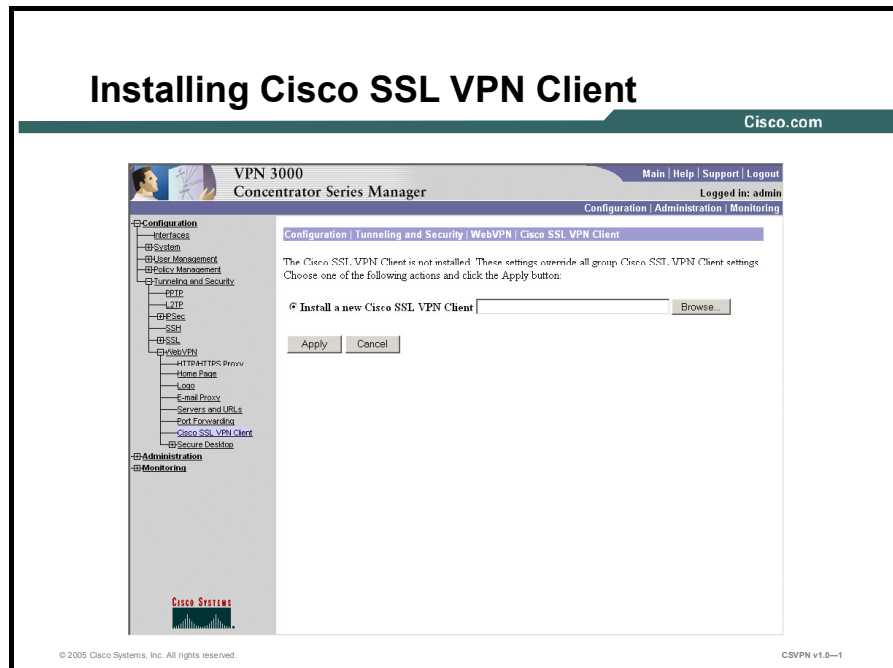 Installing Cisco SSL VPN Client
Cisco.com
VPN 3000
Concentrator Series Manager
Main | Help | Support | Logout
Logged in: admin
Configuration | Administration | Monitoring
Configuration
Interfaces
System
User Management
Policy Management
Tunneling and Security
PPTP
L2TP
IPSec
SSH
SSL
WebVPN
HTTP/HTTPS Proxy
Home Page
Logo
E-mail Proxy
Servers and URLs
Port Forwarding
Cisco SSL VPN Client
Secure Desktop
Administration
Monitoring
Configuration | Tunneling and Security | WebVPN | Cisco SSL VPN Client
The Cisco SSL VPN Client is not installed. These settings override all group Cisco SSL VPN Client settings.
Choose one of the following actions and click the Apply button:
Install a new Cisco SSL VPN Client
Browse...
Apply
Cancel
CISCO SYSTEMS
© 2005 Cisco Systems, Inc. All rights reserved.
CSVPN v1.0—1